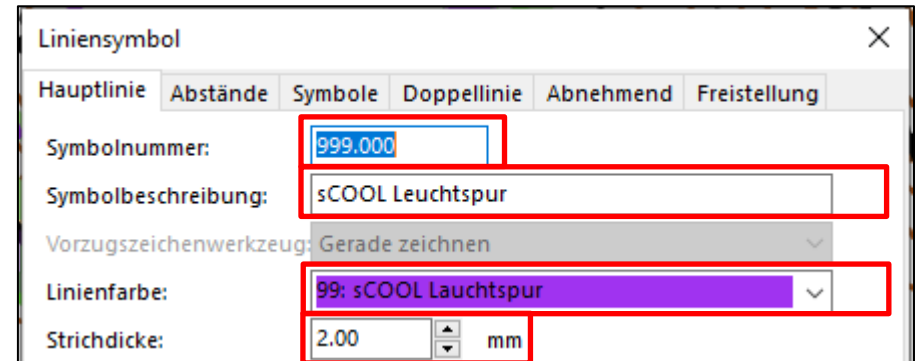 Liniensymbol
Hauptlinie Abstände Symbole Doppellinie Abnehmend Freistellung
Symbolnummer: 999.000
Symbolbeschreibung: sCOOL Leuchtspur
Vorzugszeichenwerkzeug: Gerade zeichnen
Linienfarbe: 99: sCOOL Lauchtspur
Strichdicke: 2.00 mm